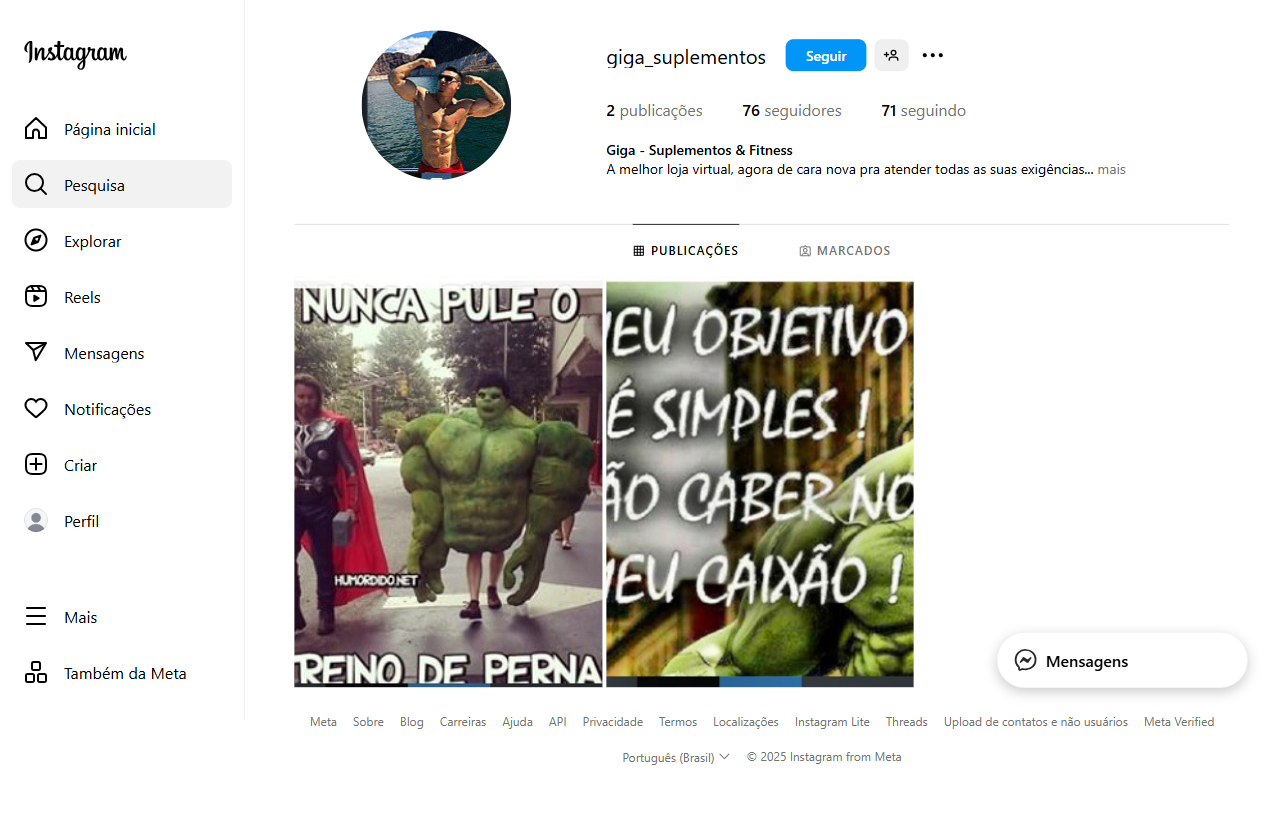 Instagram
Página inicial
Pesquisa
Explorar
Reels
Mensagens
Notificações
Criar
Perfil
Mais
Também da Meta
giga_suplementos
Seguir
2 publicações 76 seguidores 71 seguindo
Giga - Suplementos & Fitness
A melhor loja virtual, agora de cara nova pra atender todas as suas exigências... mais
PUBLICAÇÕES MARCADOS
NUNCA PULE O
HUMORDIDO.NET
TREINO DE PERNA
EU OBJETIVO
É SIMPLES !
ÃO CABER NO
EU CAIXÃO !
Mensagens
Meta Sobre Blog Carreiras Ajuda API Privacidade Termos Localizações Instagram Lite Threads Upload de contatos e não usuários Meta Verified
Português (Brasil) © 2025 Instagram from Meta